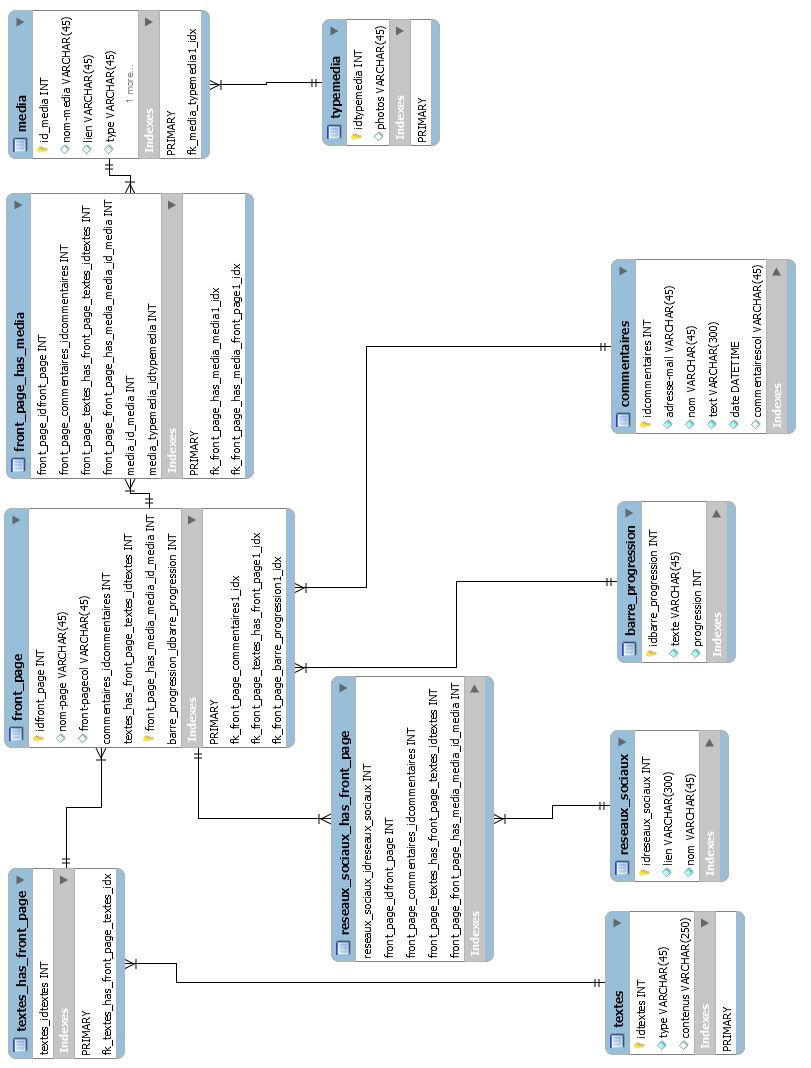 textes_has_front_page
textes_idtextes INT
Indexes
PRIMARY
fk_textes_has_front_page_textes_idx
front_page
idfront_page INT
nom-page VARCHAR(45)
front-pagecol VARCHAR(45)
commentaires_idcommentaires INT
textes_has_front_page_textes_idtextes INT
front_page_has_media_media_id_media INT
barre_progression_idbarre_progression INT
Indexes
PRIMARY
fk_front_page_commentaires1_idx
fk_front_page_textes_has_front_page1_idx
fk_front_page_barre_progression1_idx
front_page_has_media
front_page_idfront_page INT
front_page_commentaires_idcommentaires INT
front_page_textes_has_front_page_textes_idtextes INT
front_page_front_page_has_media_media_id_media INT
media_id_media INT
media_typemedia_idtypemedia INT
Indexes
PRIMARY
fk_front_page_has_media_media1_idx
fk_front_page_has_media_front_page1_idx
media
id_media INT
nom-media VARCHAR(45)
lien VARCHAR(45)
type VARCHAR(45)
1 more...
Indexes
PRIMARY
fk_media_typemedia1_idx
reseaux_sociaux_has_front_page
reseaux_sociaux_idreseaux_sociaux INT
front_page_idfront_page INT
front_page_commentaires_idcommentaires INT
front_page_textes_has_front_page_textes_idtextes INT
front_page_front_page_has_media_media_id_media INT
Indexes
typemedia
idtypemedia INT
photos VARCHAR(45)
Indexes
PRIMARY
textes
idtextes INT
type VARCHAR(45)
contenus VARCHAR(250)
Indexes
PRIMARY
reseaux_sociaux
idreseaux_sociaux INT
lien VARCHAR(300)
nom VARCHAR(45)
Indexes
barre_progression
idbarre_progression INT
texte VARCHAR(45)
progression INT
Indexes
commentaires
idcommentaires INT
adresse-mail VARCHAR(45)
nom VARCHAR(45)
text VARCHAR(300)
date DATETIME
commentairescol VARCHAR(45)
Indexes